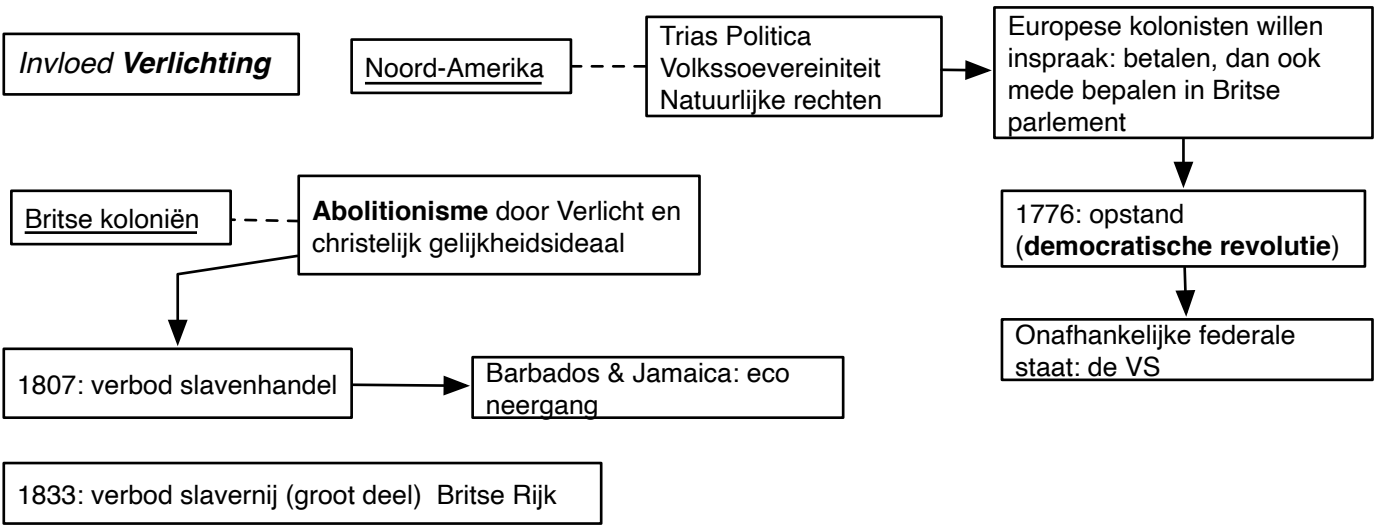 Invloed Verlichting
Noord-Amerika
Trias Politica
Volkssoevereiniteit
Natuurlijke rechten
Europese kolonisten willen
inspraak: betalen, dan ook
mede bepalen in Britse
parlement
1776: opstand
(democratische revolutie)
Onafhankelijke federale
staat: de VS
Britse koloniën
Abolitionisme door Verlicht en
christelijk gelijkheidsideaal
1807: verbod slavenhandel
Barbados & Jamaica: eco
neergang
1833: verbod slavernij (groot deel) Britse Rijk